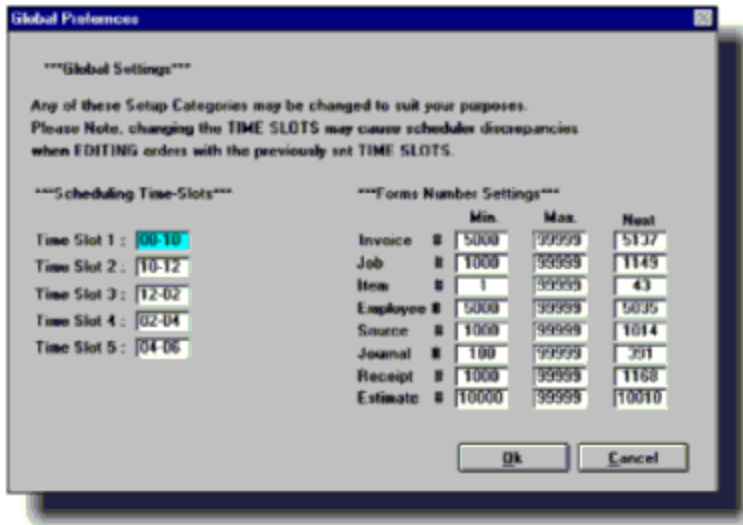 Global Prefernces
***Global Settings***
Any of these Setup Categories may be changed to suit your purposes.
Please Note, changing the TIME SLOTS may cause scheduler discrepancies
when EDITING orders with the previously set TIME SLOTS.
***Scheduling Time-Slots***
Time Slot 1 : 08-10
Time Slot 2 : 10-12
Time Slot 3 : 12-02
Time Slot 4 : 02-04
Time Slot 5 : 04-06
***Forms Number Settings***
Min. Max. Next
Invoice # 5000 99999 5137
Job # 1000 99999 1149
Item # 1 99999 43
Employee # 5000 99999 5035
Source # 1000 99999 1014
Journal # 100 99999 391
Receipt # 1000 99999 1168
Estimate # 10000 99999 10010
Ok Cancel